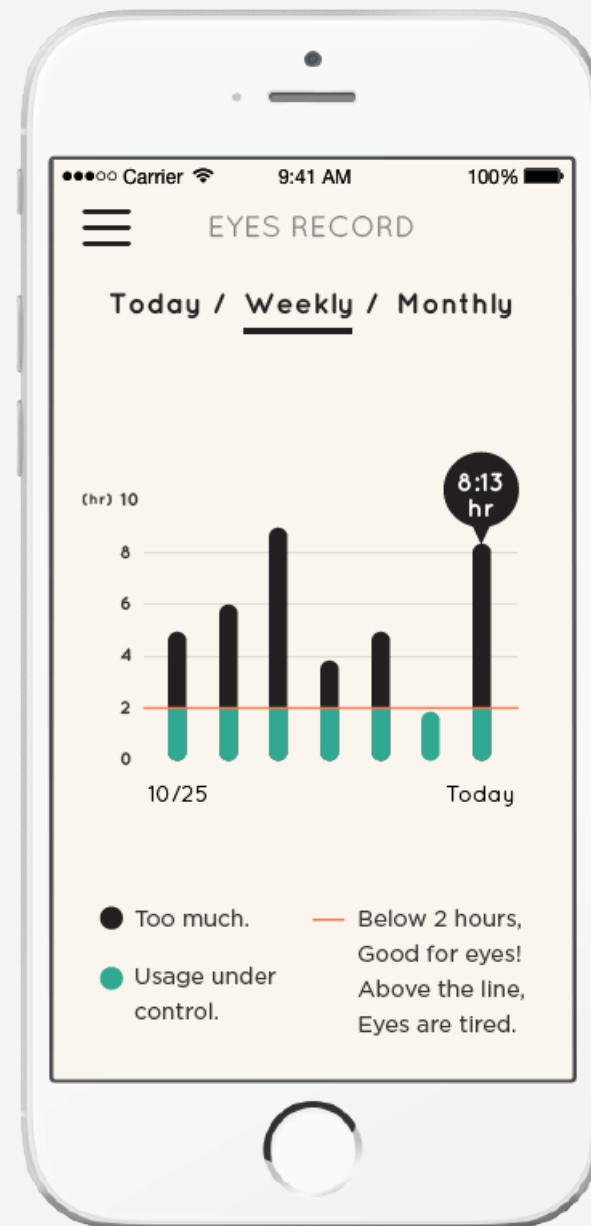 Carrier 9:41 AM 100%
EYES RECORD
Today / Weekly / Monthly
8:13
hr
(hr) 10
8
6
4
2
0
10/25 Today
Too much.
Usage under
control.
Below 2 hours,
Good for eyes!
Above the line,
Eyes are tired.